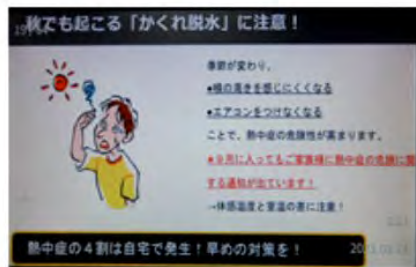 秋でも起こる「かくれ脱水」に注意！
季節が変わり、
●喉の渇きを感じにくくなる
●エアコンをつけなくなる
ことで、熱中症の危険性が高まります。
●９月に入ってもご家族様に熱中症の危険に関
する通知が出ています！
→体感温度と室温の差に注意！
熱中症の４割は自宅で発生！早めの対策を！